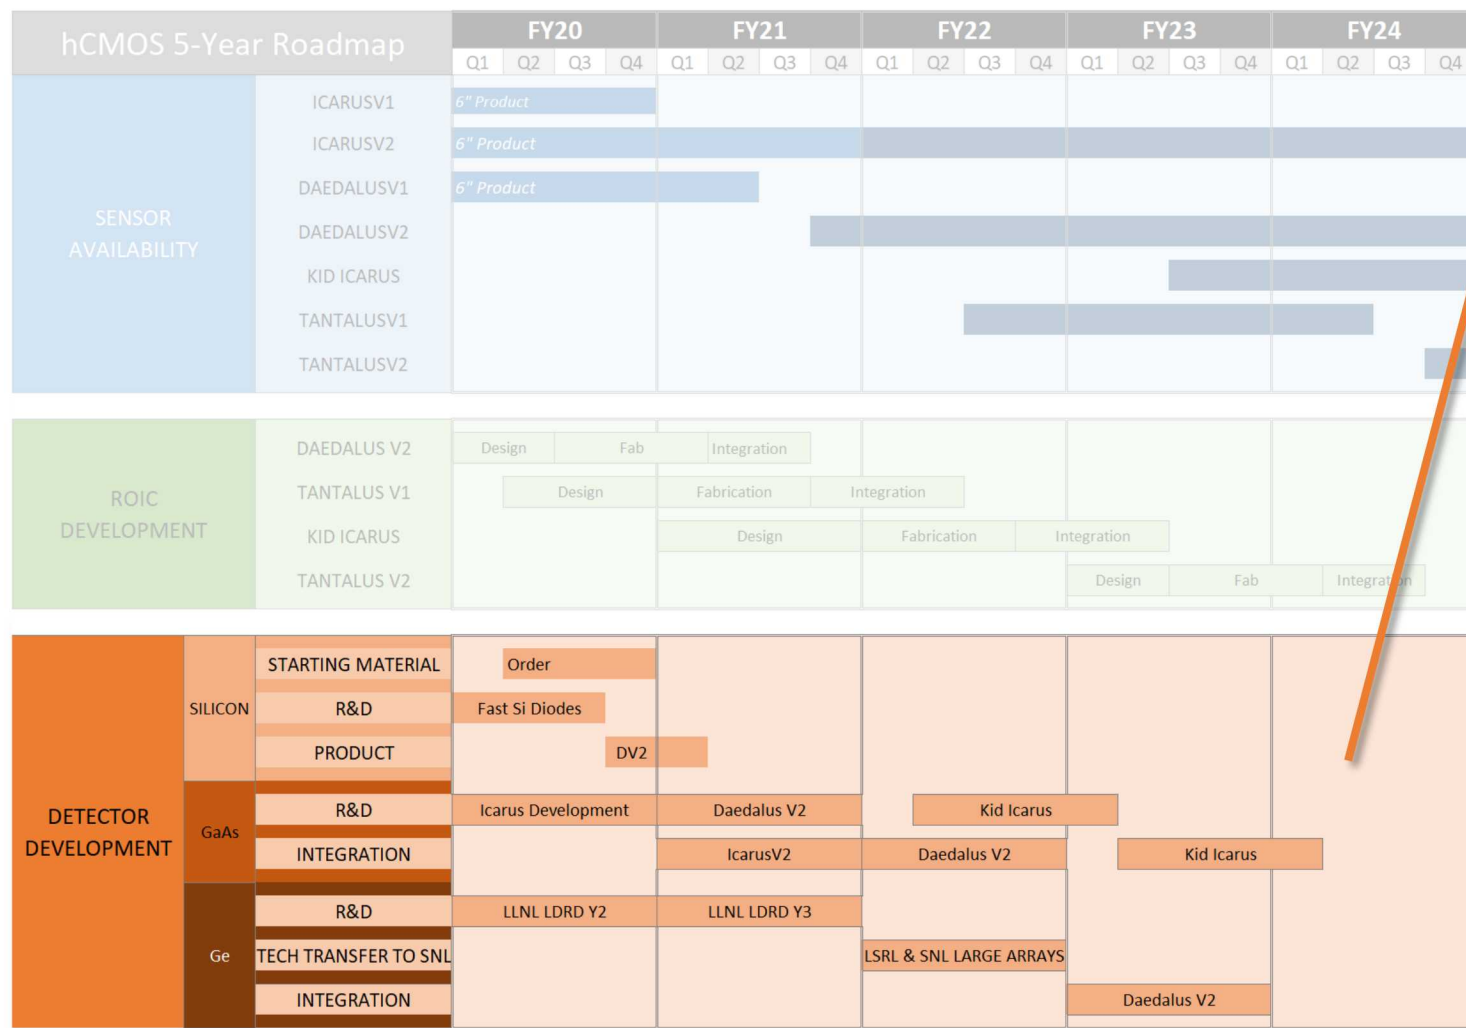 hCMOS 5-Year Roadmap FY20 FY21 FY22 FY23 FY24
Q1 Q2 Q3 Q4 Q1 Q2 Q3 Q4 Q1 Q2 Q3 Q4 Q1 Q2 Q3 Q4 Q1 Q2 Q3 Q4
SENSOR
AVAILABILITY
ICARUSV1 6" Product
ICARUSV2 6" Product
DAEDALUSV1 6" Product
DAEDALUSV2
KID ICARUS
TANTALUSV1
TANTALUSV2
ROIC
DEVELOPMENT
DAEDALUS V2 Design Fab Integration
TANTALUS V1 Design Fabrication Integration
KID ICARUS Design Fabrication Integration
TANTALUS V2 Design Fab Integration
DETECTOR
DEVELOPMENT
SILICON
STARTING MATERIAL Order
R&D Fast Si Diodes
PRODUCT DV2
GaAs
R&D Icarus Development Daedalus V2 Kid Icarus
INTEGRATION IcarusV2 Daedalus V2 Kid Icarus
Ge
R&D LLNL LDRD Y2 LLNL LDRD Y3
TECH TRANSFER TO SNL LSRL & SNL LARGE ARRAYS
INTEGRATION Daedalus V2